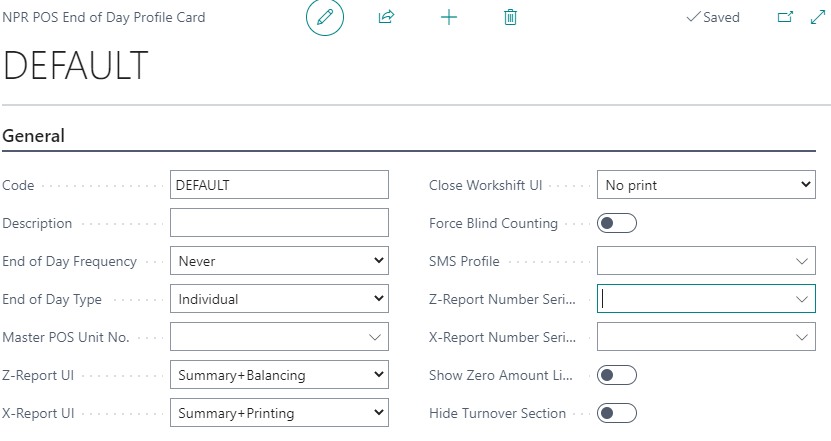 NPR POS End of Day Profile Card
Saved
DEFAULT
General
Code DEFAULT
Description
End of Day Frequency Never
End of Day Type Individual
Master POS Unit No.
Z-Report UI Summary+Balancing
X-Report UI Summary+Printing
Close Workshift UI No print
Force Blind Counting
SMS Profile
Z-Report Number Seri...
X-Report Number Seri...
Show Zero Amount Li...
Hide Turnover Section